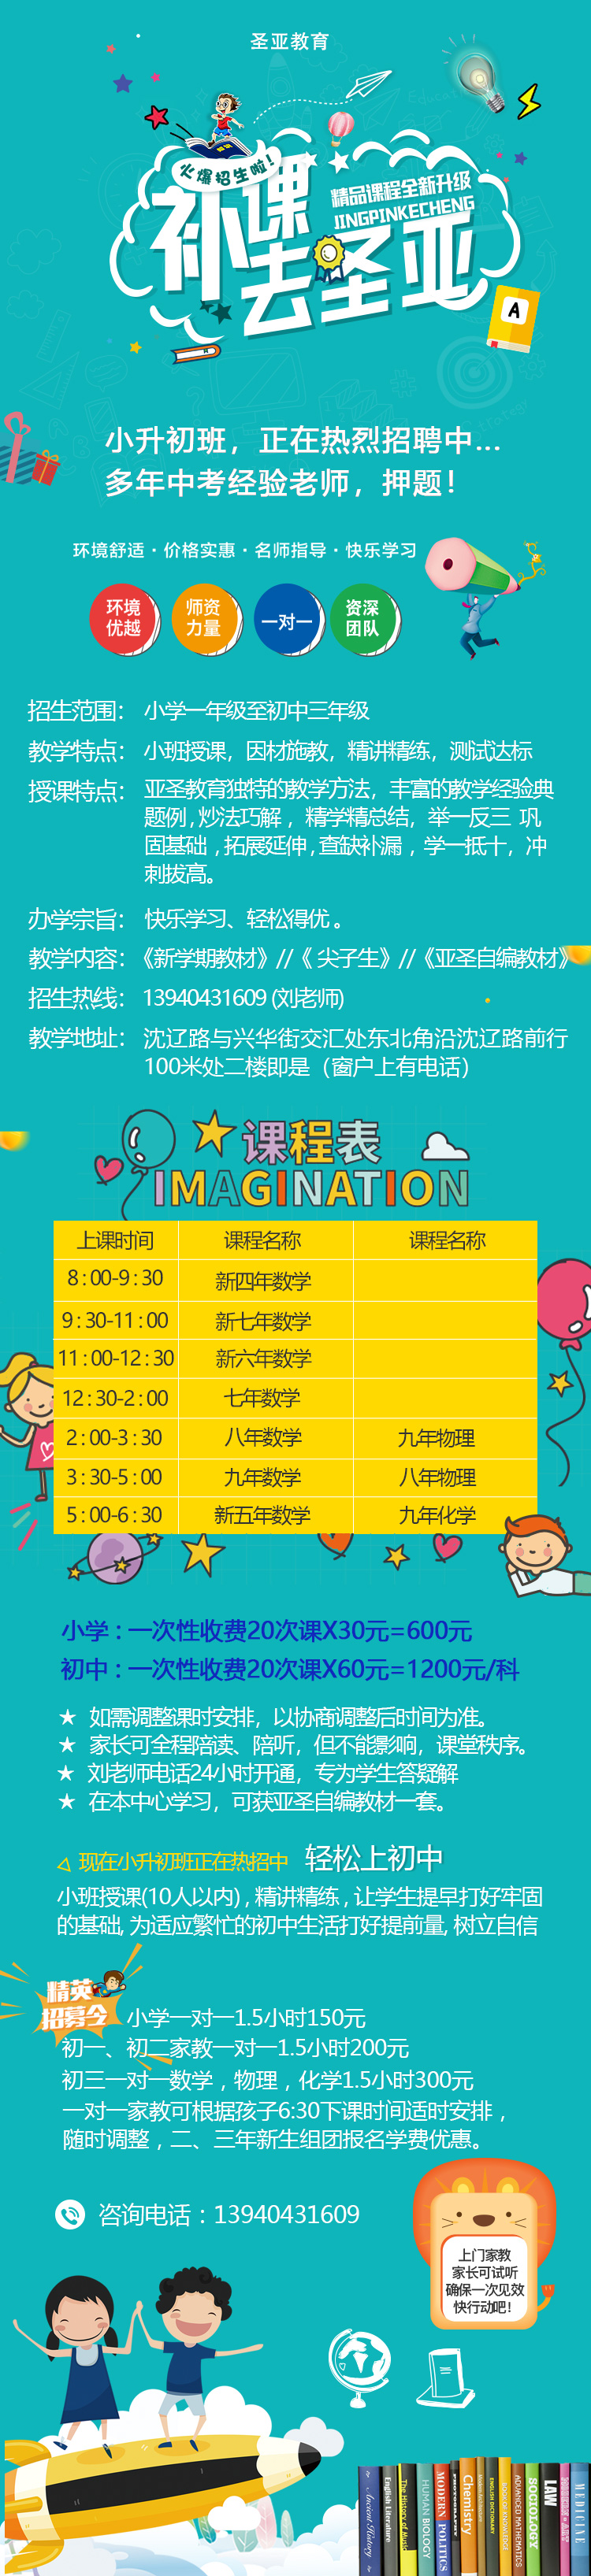 圣亚教育
火爆招生啦!
补课
精品课程全新升级
JINGPINKECHENG
去圣亚
A
小升初班，正在热烈招聘中...
多年中考经验老师，押题！
环境舒适·价格实惠·名师指导·快乐学习
环境
优越
师资
力量
一对一
资深
团队
招生范围： 小学一年级至初中三年级
教学特点： 小班授课，因材施教，精讲精练，测试达标
授课特点： 亚圣教育独特的教学方法，丰富的教学经验典
题例，炒法巧解，精学精总结，举一反三 巩
固基础，拓展延伸，查缺补漏，学一抵十，冲
刺拔高。
办学宗旨： 快乐学习、轻松得优。
教学内容：《新学期教材》//《 尖子生》//《亚圣自编教材》
招生热线： 13940431609 (刘老师)
教学地址： 沈辽路与兴华街交汇处东北角沿沈辽路前行
100米处二楼即是（窗户上有电话）
课程表
IMAGINATION
上课时间 课程名称 课程名称
8:00-9:30 新四年数学
9:30-11:00 新七年数学
11:00-12:30 新六年数学
12:30-2:00 七年数学
2:00-3:30 八年数学 九年物理
3:30-5:00 九年数学 八年物理
5:00-6:30 新五年数学 九年化学
小学：一次性收费20次课X30元=600元
初中：一次性收费20次课X60元=1200元/科
★ 如需调整课时安排，以协商调整后时间为准。
★ 家长可全程陪读、陪听，但不能影响，课堂秩序。
★ 刘老师电话24小时开通，专为学生答疑解
★ 在本中心学习，可获亚圣自编教材一套。
现在小升初班正在热招中 轻松上初中
小班授课(10人以内)，精讲精练，让学生提早打好牢固
的基础，为适应繁忙的初中生活打好提前量，树立自信
精英
招募令
小学一对一1.5小时150元
初一、初二家教一对一1.5小时200元
初三一对一数学，物理，化学1.5小时300元
一对一家教可根据孩子6:30下课时间适时安排，
随时调整，二、三年新生组团报名学费优惠。
咨询电话：13940431609
上门家教
家长可试听
确保一次见效
快行动吧！
Ancient History
English Literature
HUMAN BIOLOGY
MODERN POLITICS
Chemistry
ENGLISH DICTIONARY
ADVANCED MATHEMATICS
SOCIOLOGY
LAW
MEDICINE